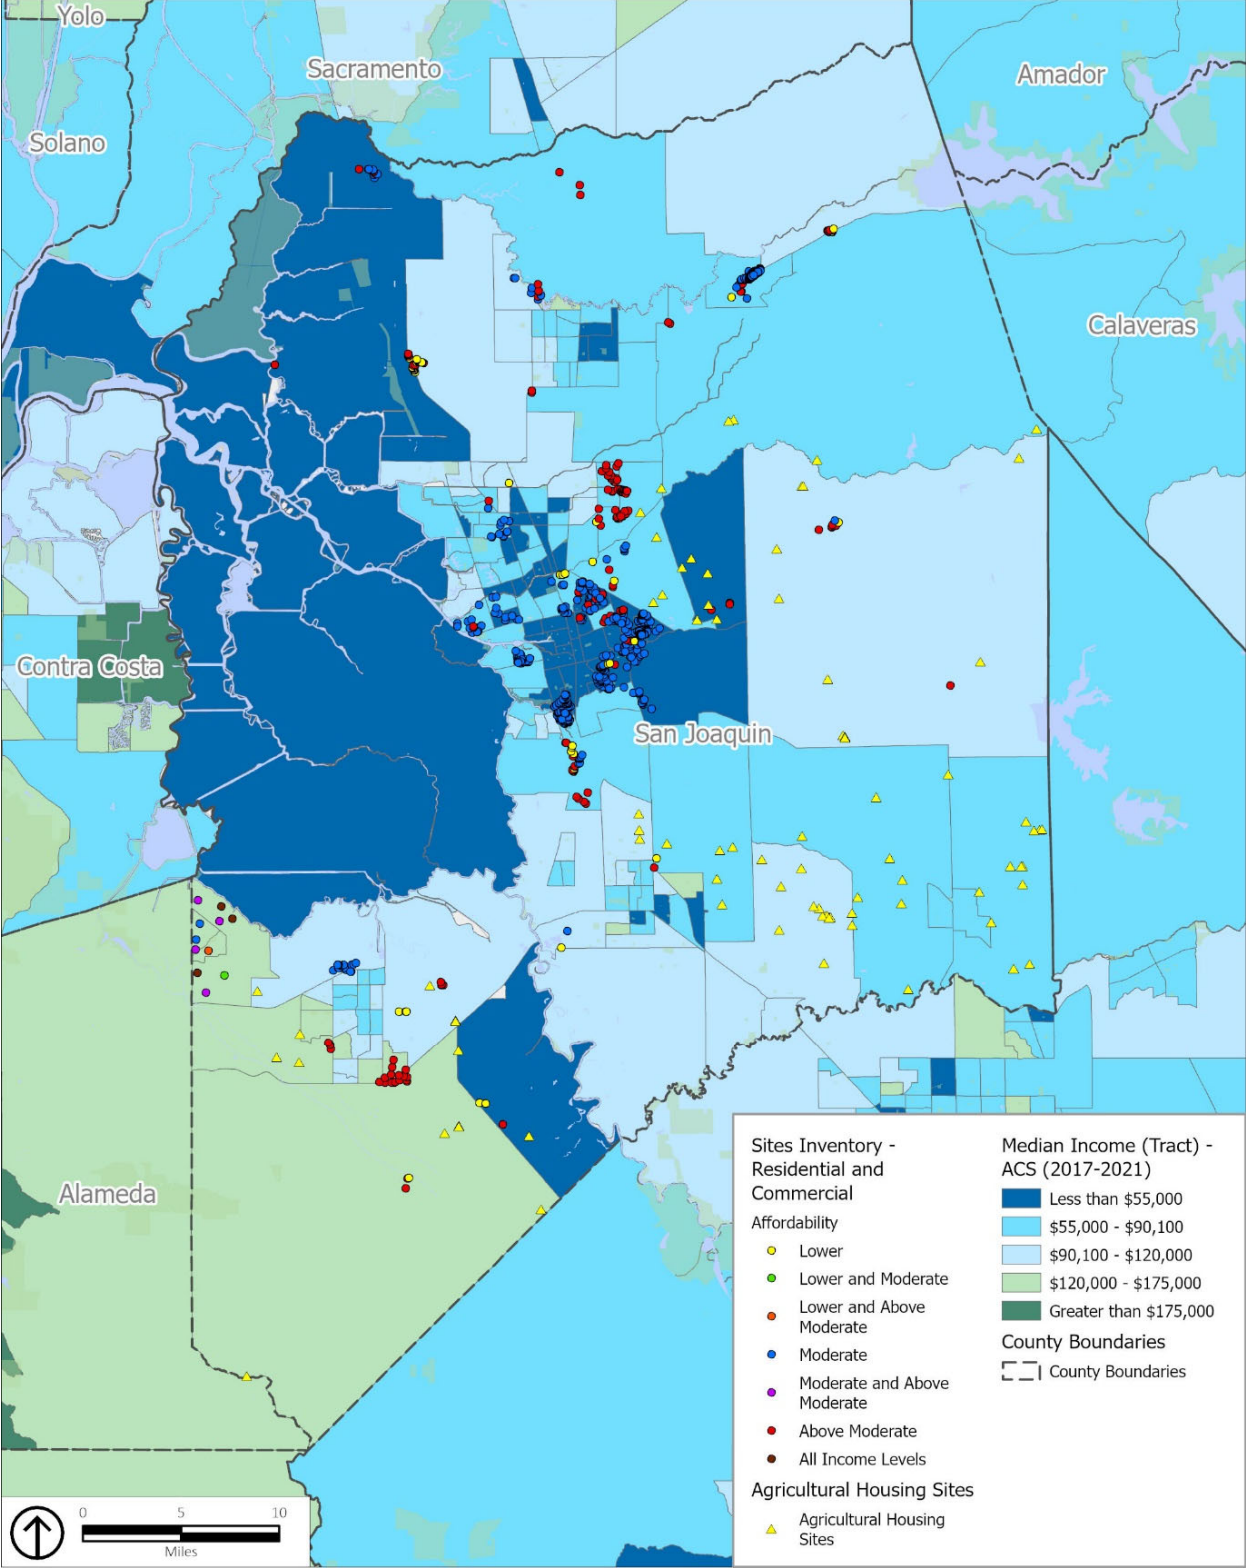 Yolo
Sacramento
Amador
Solano
Calaveras
Contra Costa
San Joaquin
Alameda
Sites Inventory -
Residential and
Commercial
Affordability
Lower
Lower and Moderate
Lower and Above
Moderate
Moderate
Moderate and Above
Moderate
Above Moderate
All Income Levels
Agricultural Housing Sites
Agricultural Housing
Sites
Median Income (Tract) -
ACS (2017-2021)
Less than $55,000
$55,000 - $90,100
$90,100 - $120,000
$120,000 - $175,000
Greater than $175,000
County Boundaries
County Boundaries
0 5 10
Miles